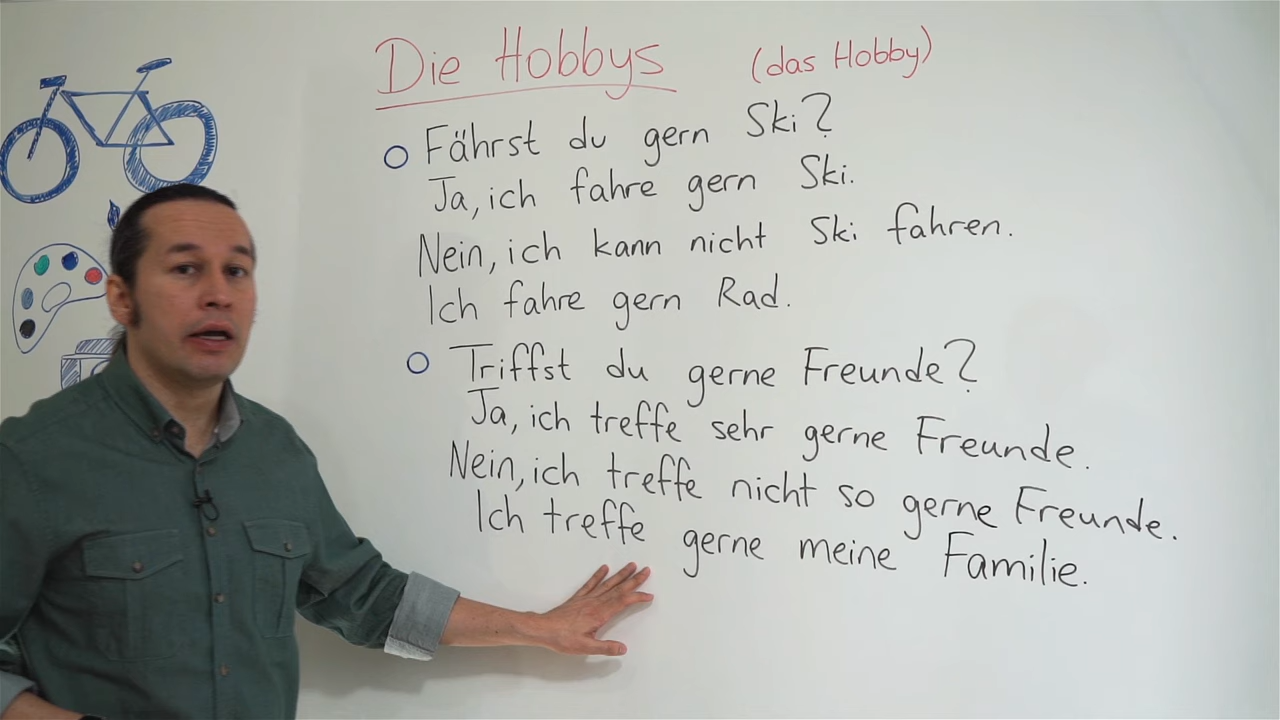 Die Hobbys (das Hobby)
Fährst du gern Ski?
Ja, ich fahre gern Ski.
Nein, ich kann nicht Ski fahren.
Ich fahre gern Rad.
Triffst du gerne Freunde?
Ja, ich treffe sehr gerne Freunde.
Nein, ich treffe nicht so gerne Freunde.
Ich treffe gerne meine Familie.